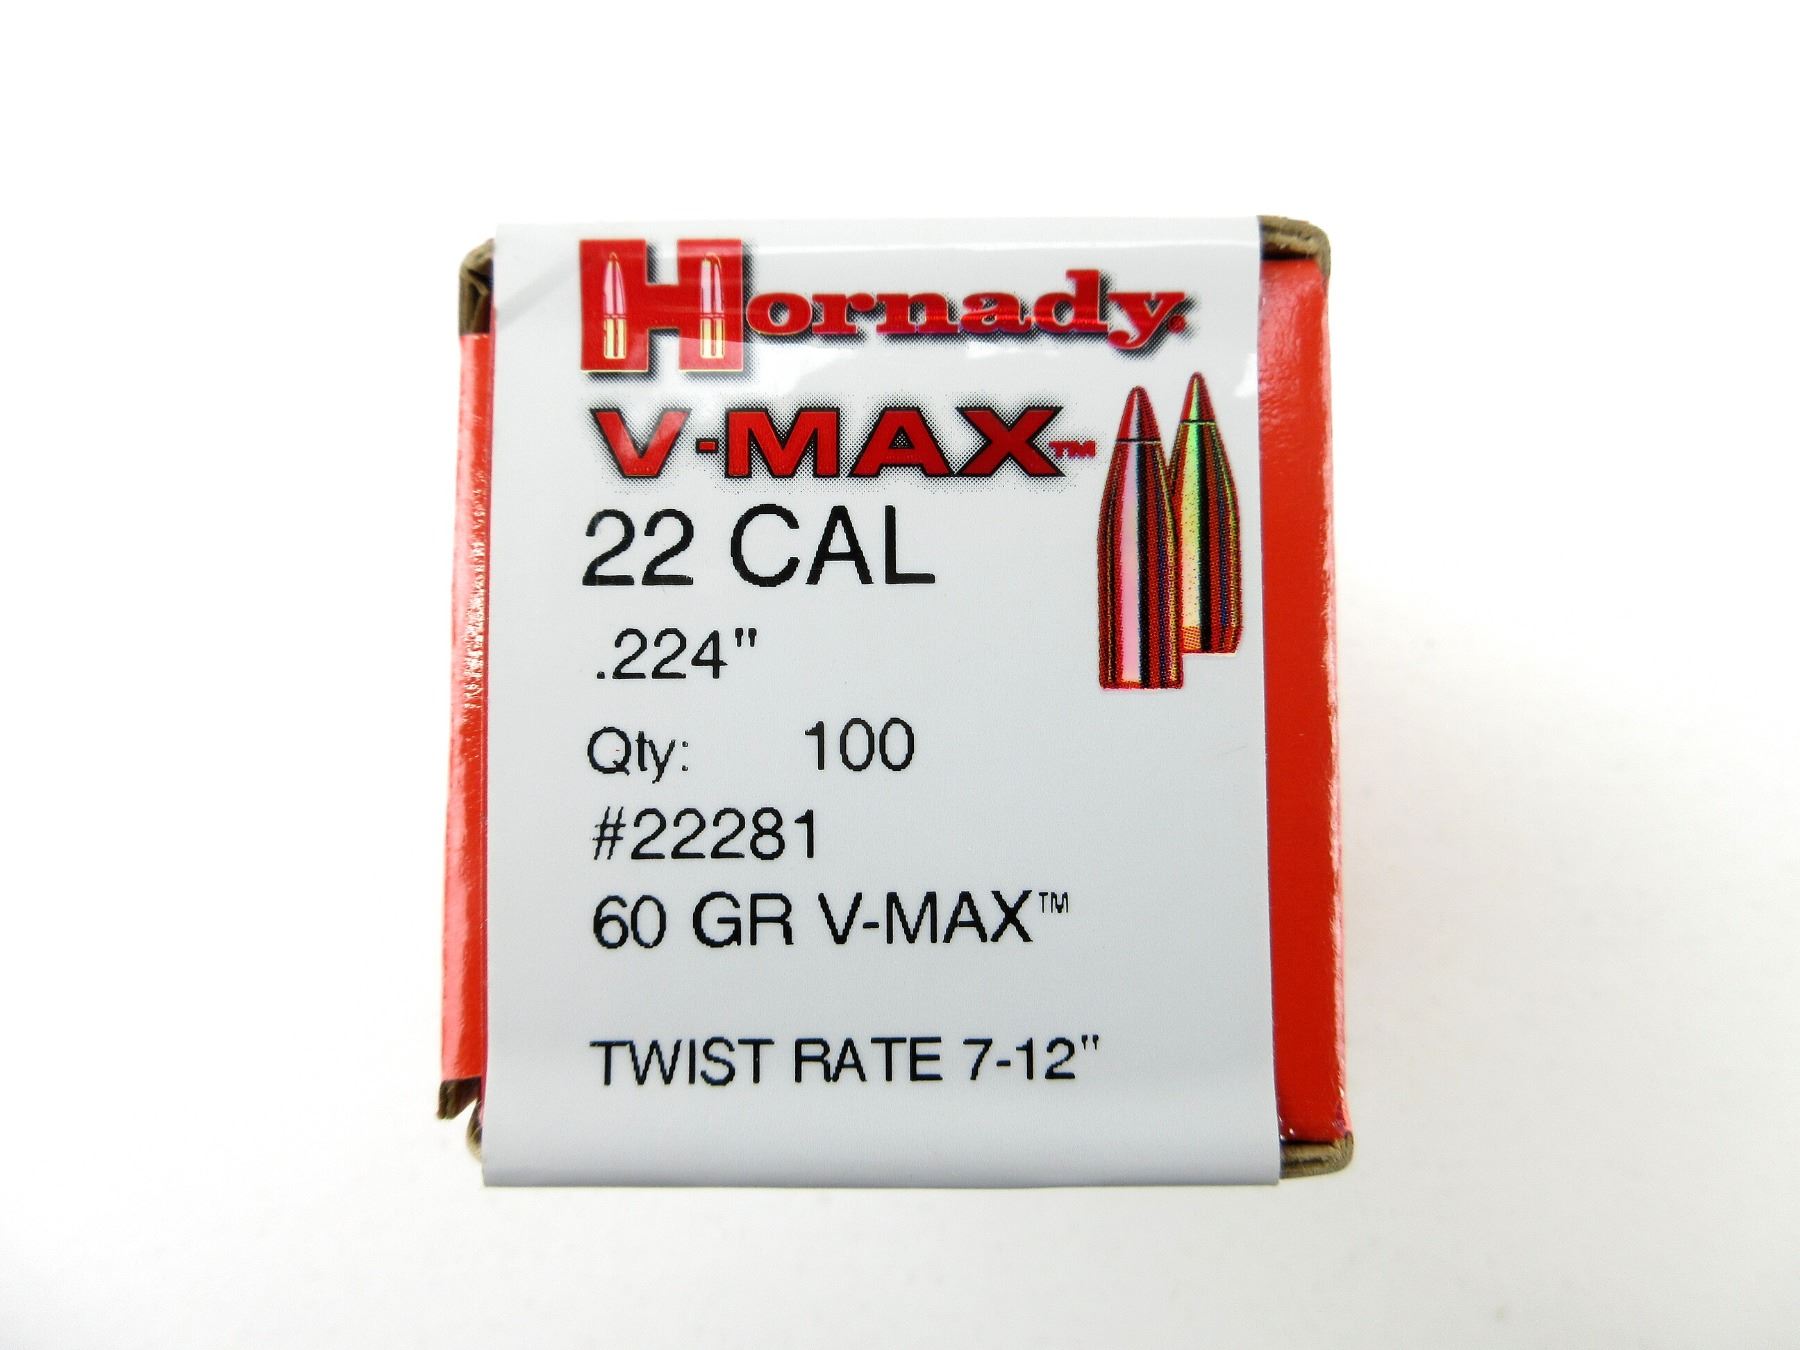 Hornady®
V-MAX™
22 CAL
.224"
Qty: 100
#22281
60 GR V-MAX™
TWIST RATE 7-12"